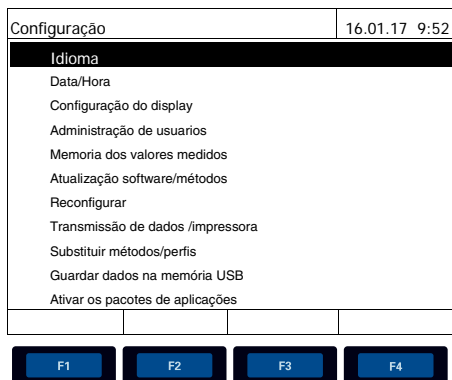 Configuração 16.01.17 9:52
Idioma
Data/Hora
Configuração do display
Administração de usuarios
Memoria dos valores medidos
Atualização software/métodos
Reconfigurar
Transmissão de dados /impressora
Substituir métodos/perfis
Guardar dados na memória USB
Ativar os pacotes de aplicações
F1 F2 F3 F4